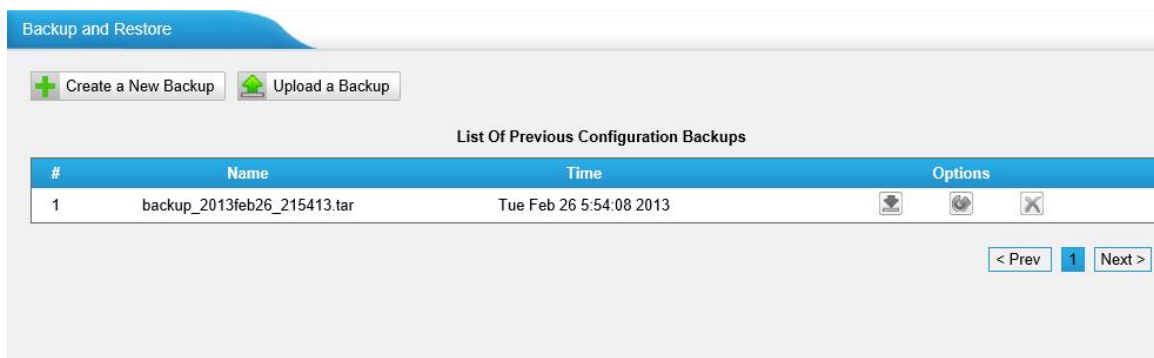 Backup and Restore
Create a New Backup Upload a Backup
List Of Previous Configuration Backups
# Name Time Options
1 backup_2013feb26_215413.tar Tue Feb 26 5:54:08 2013
< Prev 1 Next >